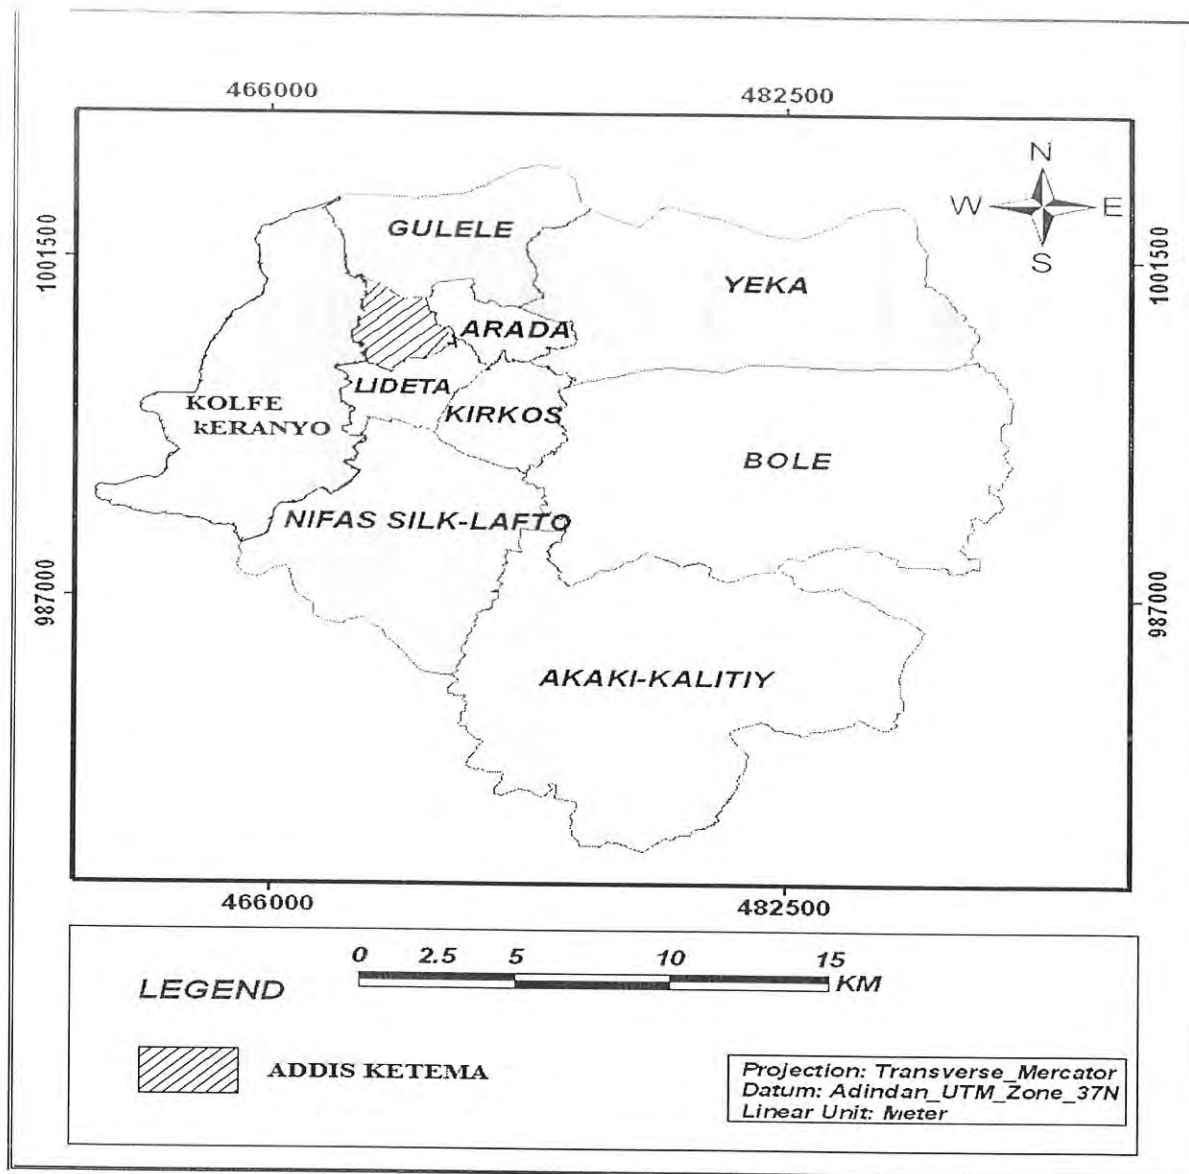 466000 482500
N
W E
S
GULELE
1001500 1001500
YEKA
ARADA
LIDETA
KIRKOS
KOLFE
kERANYO
BOLE
NIFAS SILK-LAFTO
987000 987000
AKAKI-KALITIY
466000 482500
0 2.5 5 10 15
KM
LEGEND
ADDIS KETEMA
Projection: Transverse_Mercator
Datum: Adindan_UTM_Zone_37N
Linear Unit: Meter